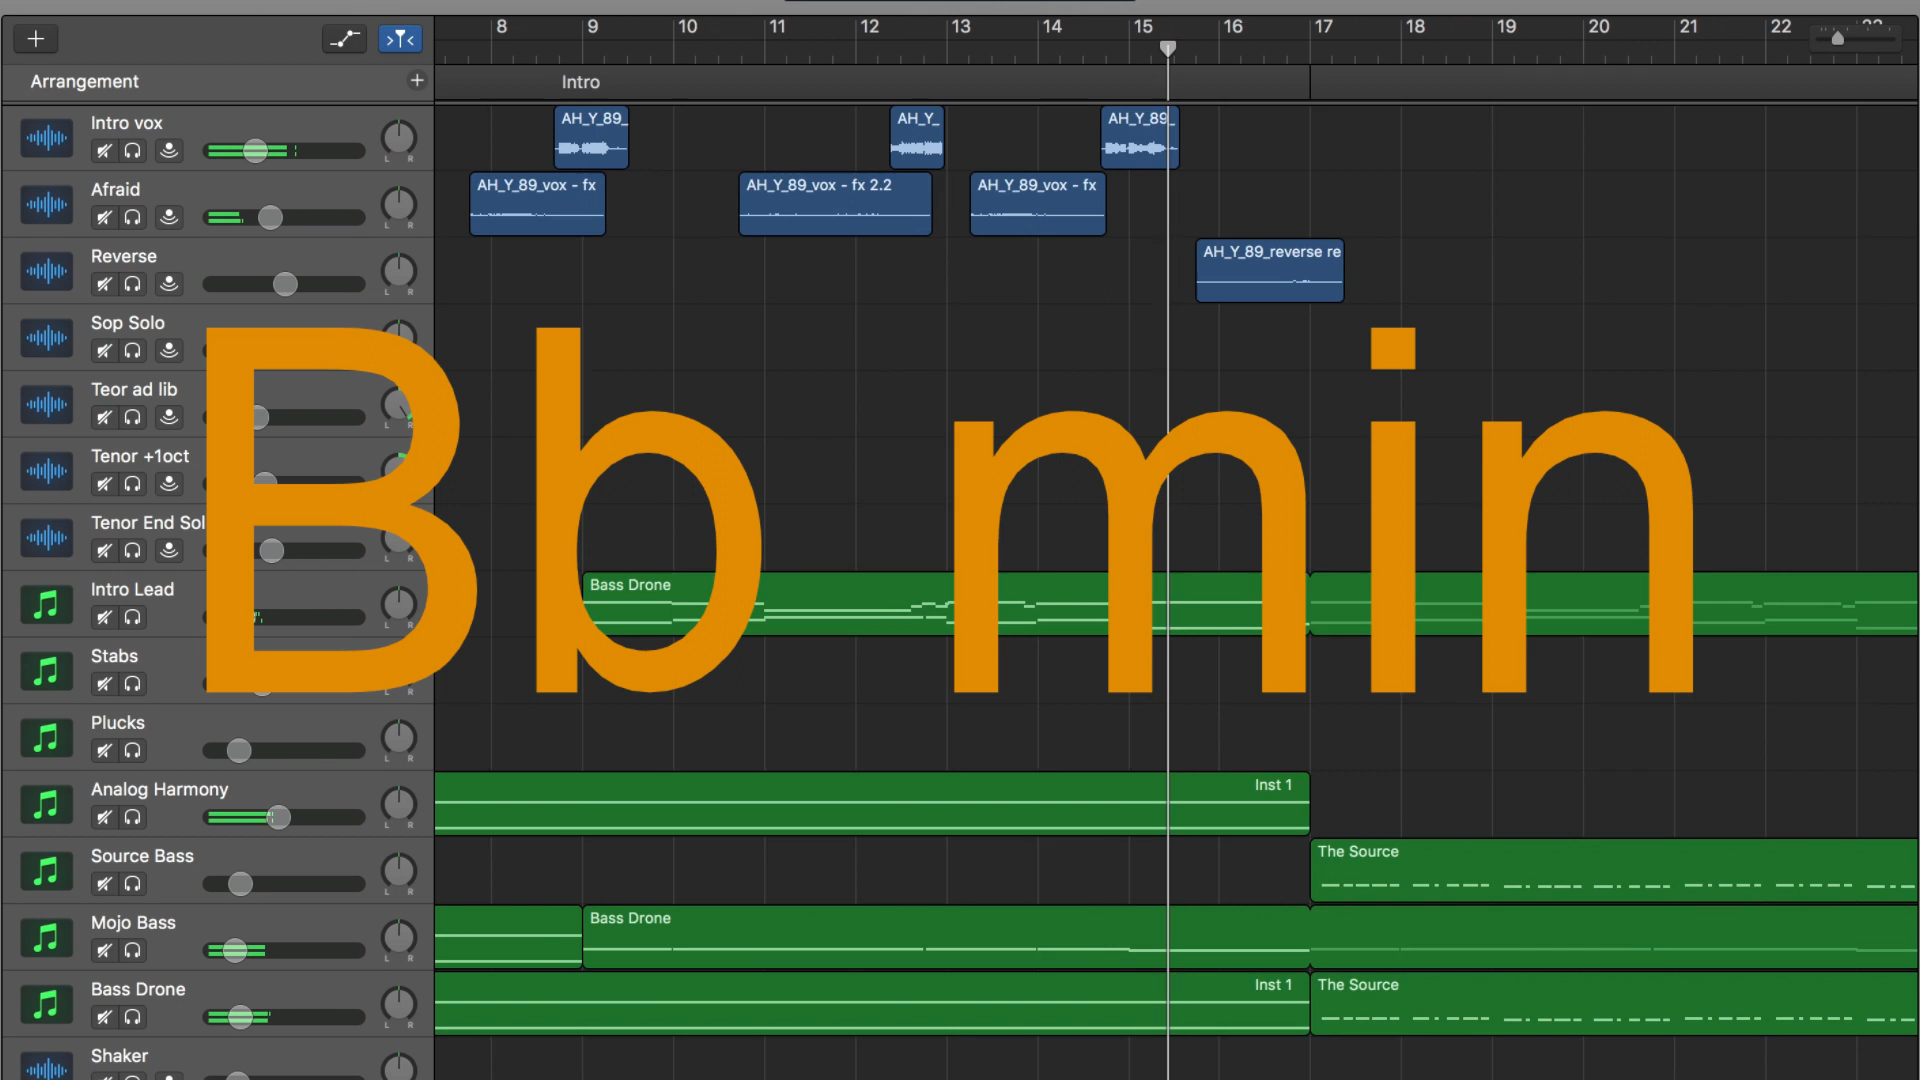 8 9 10 11 12 13 14 15 16 17 18 19 20 21 22
Arrangement
Intro
Intro vox
AH_Y_89_
AH_Y_
AH_Y_89_
L R
Afraid
AH_Y_89_vox - fx
AH_Y_89_vox - fx 2.2
AH_Y_89_vox - fx
L R
Reverse
AH_Y_89_reverse re
L R
Sop Solo
Teor ad lib
Tenor +1oct
Tenor End Sol
Bb min
Intro Lead
Bass Drone
Stabs
Plucks
L R
Analog Harmony
Inst 1
L R
Source Bass
The Source
L R
Mojo Bass
Bass Drone
L R
Bass Drone
Inst 1
The Source
L R
Shaker